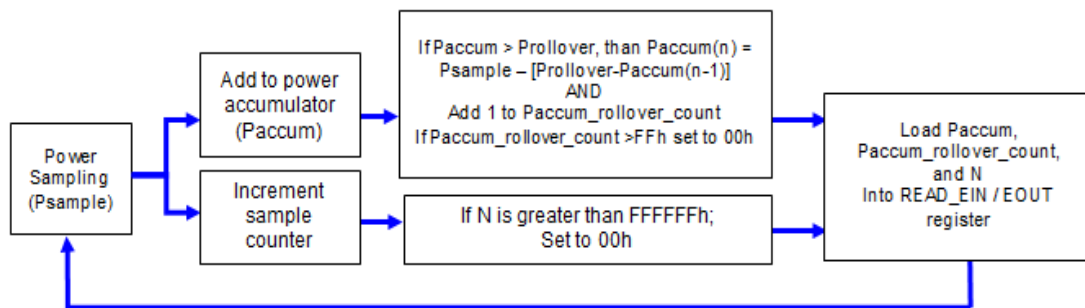 Power
Sampling
(Psample)
Add to power
accumulator
(Paccum)
If Paccum > Prollover, than Paccum(n) =
Psample – [Prollover-Paccum(n-1)]
AND
Add 1 to Paccum_rollover_count
If Paccum_rollover_count >FFh set to 00h
Increment
sample
counter
If N is greater than FFFFFFh;
Set to 00h
Load Paccum,
Paccum_rollover_count,
and N
Into READ_EIN / EOUT
register